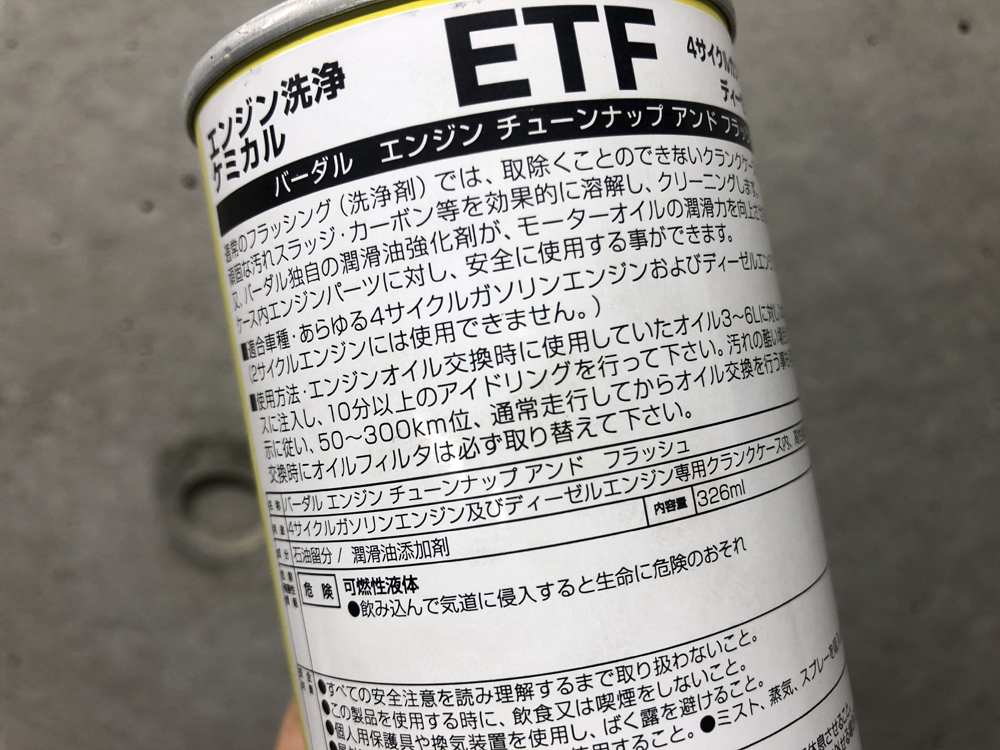 エンジン洗浄
ケミカル
ETF
4サイクルガ
ディーゼ
バーダル エンジン チューンナップ アンド フラッシ
通常のフラッシング(洗浄剤)では、取除くことのできないクランクケー
頑固な汚れスラッジ・カーボン等を効果的に溶解し、クリーニングします。
又、バーダル独自の潤滑油強化剤が、モーターオイルの潤滑力を向上させ
ケース内エンジンパーツに対し、安全に使用する事ができます。
■適合車種・あらゆる4サイクルガソリンエンジンおよびディーゼルエンジ
(2サイクルエンジンには使用できません。)
■使用方法・エンジンオイル交換時に使用していたオイル3〜6Lに対し
スに注入し、10分以上のアイドリングを行って下さい。汚れの酷い場合
示に従い、50〜300km位、通常走行してからオイル交換を行う事を
交換時にオイルフィルタは必ず取り替えて下さい。
バーダル エンジン チューンナップ アンド フラッシュ
4サイクルガソリンエンジン及びディーゼルエンジン専用クランクケース内、
内容量 326ml
石油留分 / 潤滑油添加剤
危険 可燃性液体
●飲み込んで気道に侵入すると生命に危険のおそれ
●すべての安全注意を読み理解するまで取り扱わないこと。
●この製品を使用する時に、飲食又は喫煙をしないこと。
●個人用保護具や換気装置を使用し、ばく露を避けること。
使用すること。●ミスト、蒸気、スプレーを